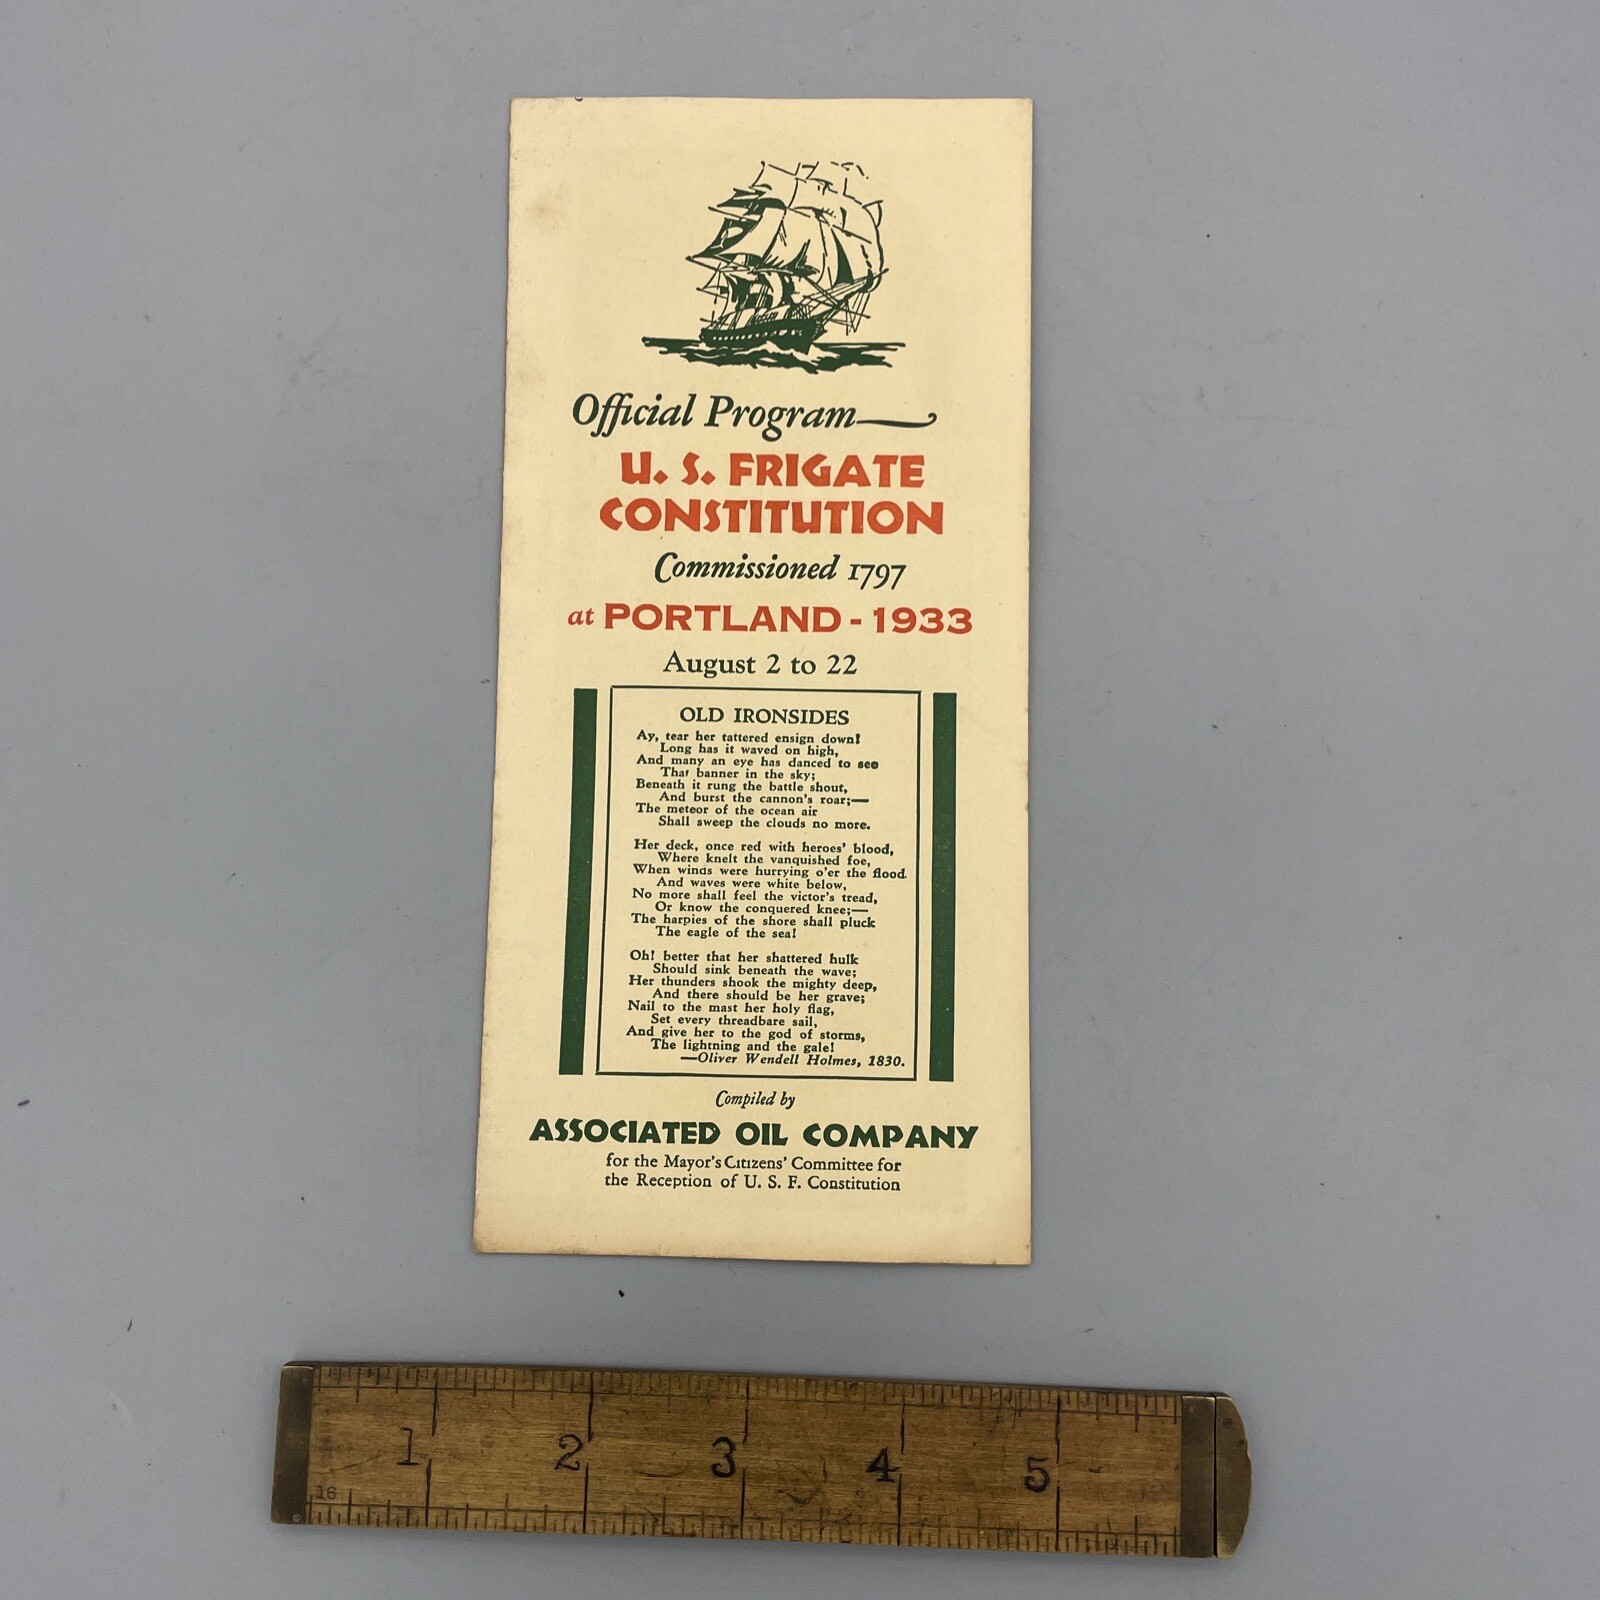 Official Program
U. S. FRIGATE
CONSTITUTION
Commissioned 1797
at PORTLAND - 1933
August 2 to 22
OLD IRONSIDES
Ay, tear her tattered ensign down!
Long has it waved on high,
And many an eye has danced to see
That banner in the sky;
Beneath it rung the battle shout,
And burst the cannon's roar;—
The meteor of the ocean air
Shall sweep the clouds no more.
Her deck, once red with heroes' blood,
Where knelt the vanquished foe,
When winds were hurrying o'er the flood
And waves were white below,
No more shall feel the victor's tread,
Or know the conquered knee;—
The harpies of the shore shall pluck
The eagle of the sea!
Oh! better that her shattered hulk
Should sink beneath the wave;
Her thunders shook the mighty deep,
And there should be her grave;
Nail to the mast her holy flag,
Set every threadbare sail,
And give her to the god of storms,
The lightning and the gale!
—Oliver Wendell Holmes, 1830.
Compiled by
ASSOCIATED OIL COMPANY
for the Mayor's Citizens' Committee for
the Reception of U. S. F. Constitution
1 2 3 4 5
16